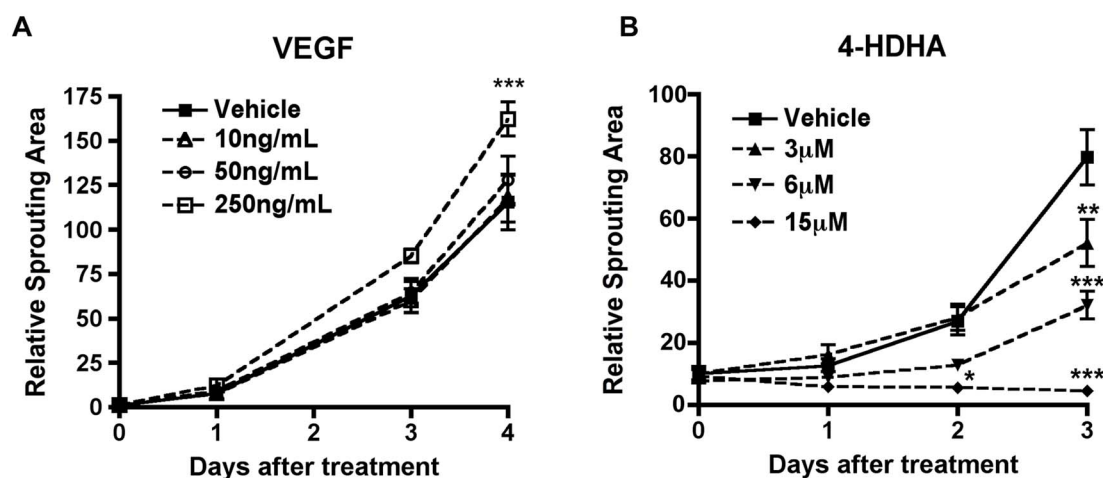 A
VEGF
Relative Sprouting Area
175
150
125
100
75
50
25
0
Vehicle
10ng/mL
50ng/mL
250ng/mL
***
0
1
2
3
4
Days after treatment
B
4-HDHA
Relative Sprouting Area
100
80
60
40
20
0
Vehicle
3μM
6μM
15μM
**
***
*
***
0
1
2
3
Days after treatment